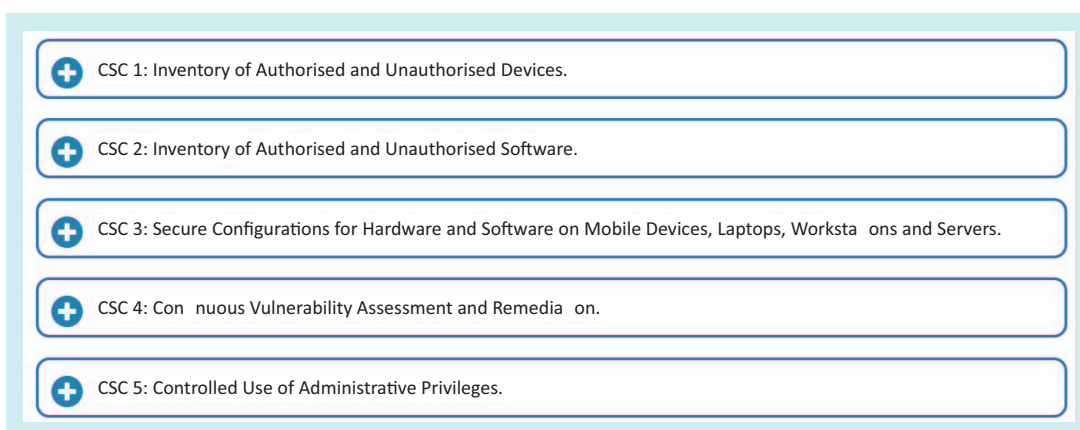 CSC 1: Inventory of Authorised and Unauthorised Devices.
CSC 2: Inventory of Authorised and Unauthorised Software.
CSC 3: Secure Configurations for Hardware and Software on Mobile Devices, Laptops, Worksta ons and Servers.
CSC 4: Con nuous Vulnerability Assessment and Remedia on.
CSC 5: Controlled Use of Administrative Privileges.